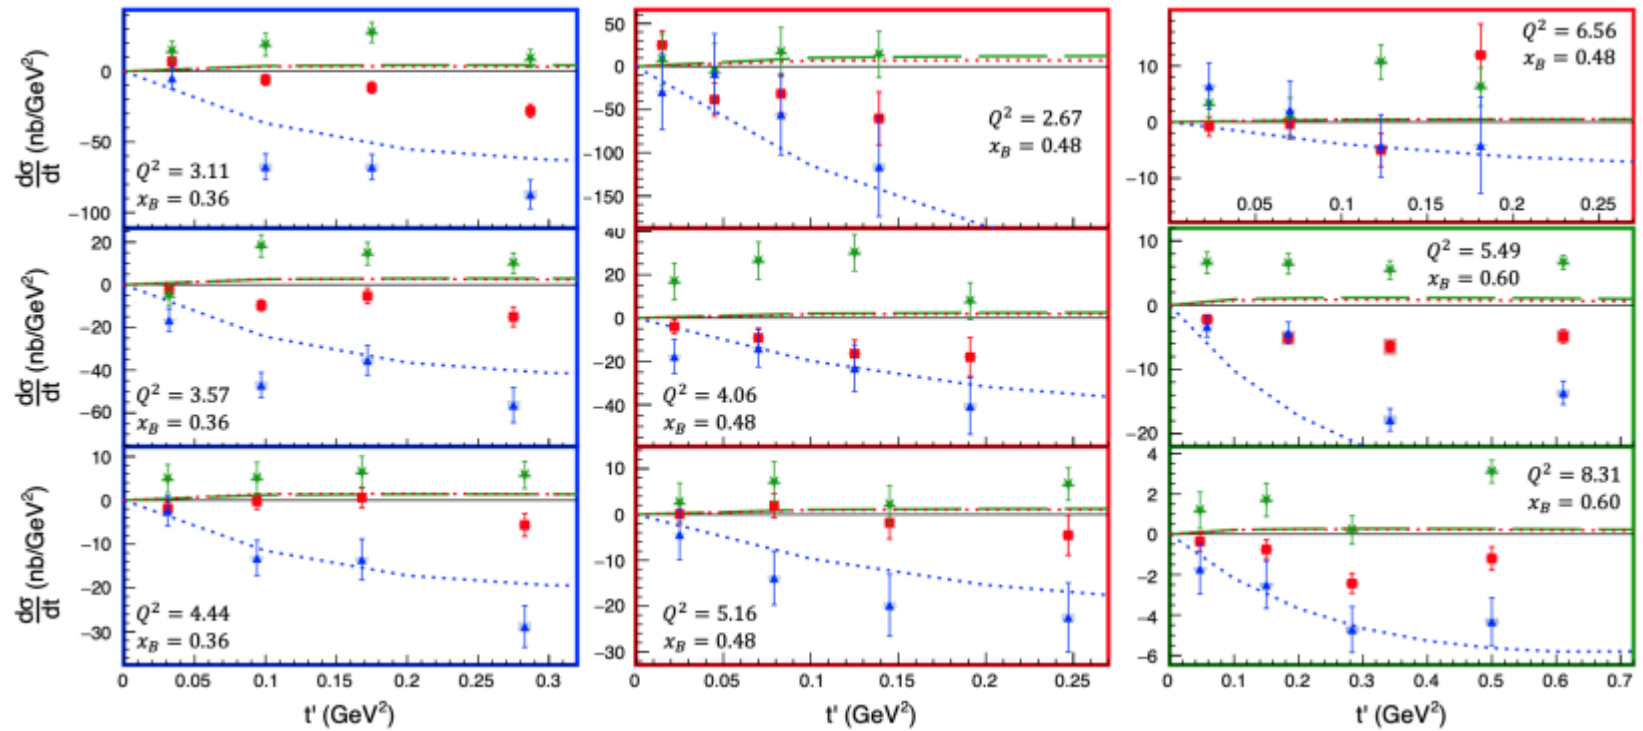 dσ/dt (nb/GeV²)
0
−50
−100
Q² = 3.11
x_B = 0.36
50
0
−50
−100
−150
Q² = 2.67
x_B = 0.48
10
0
−10
Q² = 6.56
x_B = 0.48
0.05 0.1 0.15 0.2 0.25
dσ/dt (nb/GeV²)
20
0
−20
−40
−60
Q² = 3.57
x_B = 0.36
40
20
0
−20
−40
Q² = 4.06
x_B = 0.48
10
0
−10
−20
Q² = 5.49
x_B = 0.60
dσ/dt (nb/GeV²)
10
0
−10
−20
−30
Q² = 4.44
x_B = 0.36
0 0.05 0.1 0.15 0.2 0.25 0.3
t' (GeV²)
10
0
−10
−20
−30
Q² = 5.16
x_B = 0.48
0 0.05 0.1 0.15 0.2 0.25
t' (GeV²)
4
2
0
−2
−4
−6
Q² = 8.31
x_B = 0.60
0 0.1 0.2 0.3 0.4 0.5 0.6 0.7
t' (GeV²)